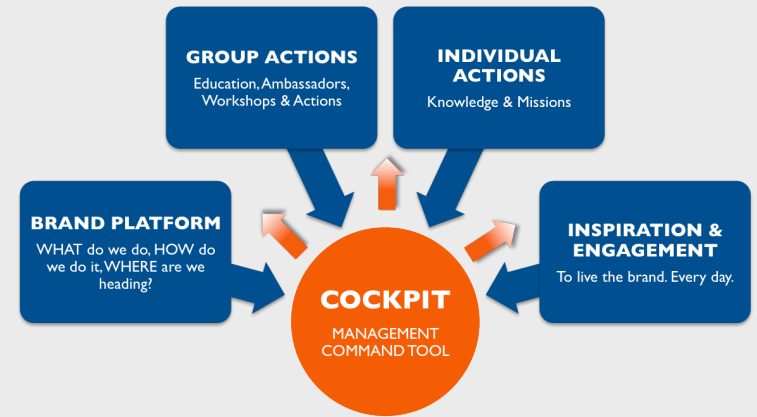 GROUP ACTIONS
Education, Ambassadors,
Workshops & Actions
INDIVIDUAL
ACTIONS
Knowledge & Missions
BRAND PLATFORM
WHAT do we do, HOW do
we do it, WHERE are we
heading?
INSPIRATION &
ENGAGEMENT
To live the brand. Every day.
COCKPIT
MANAGEMENT
COMMAND TOOL